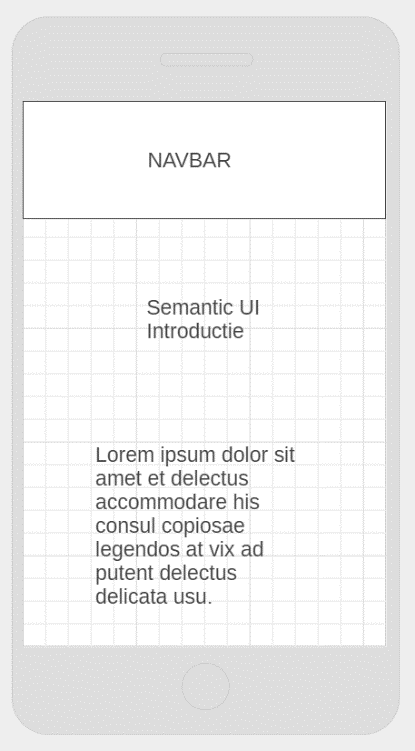 NAVBAR
Semantic UI
Introductie
Lorem ipsum dolor sit
amet et delectus
accommodare his
consul copiosae
legendos at vix ad
putent delectus
delicata usu.